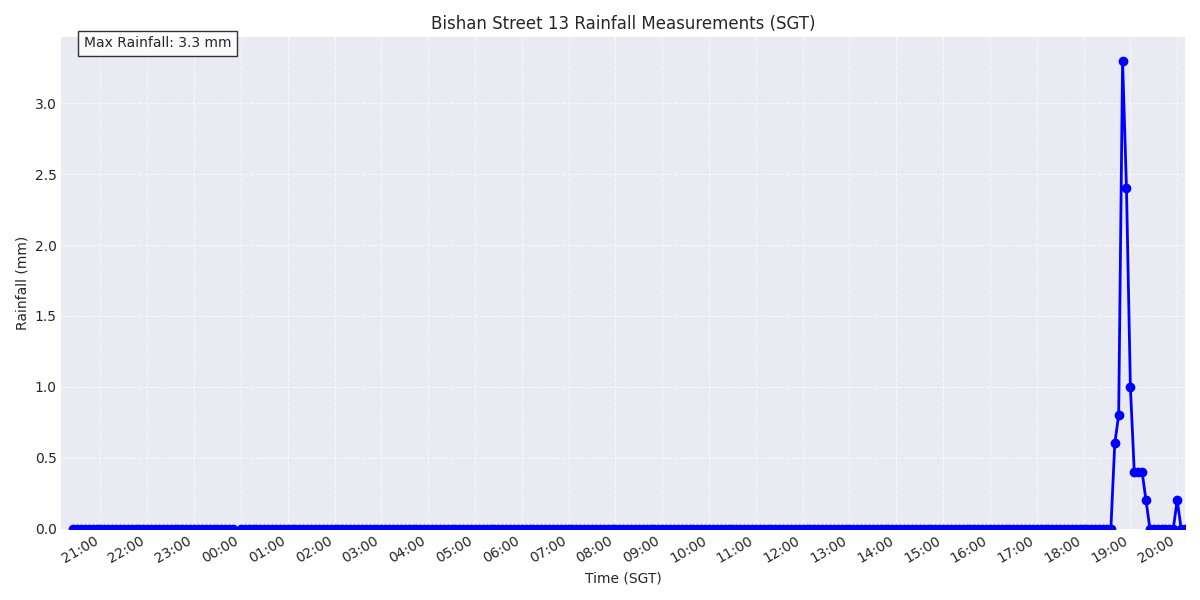 Bishan Street 13 Rainfall Measurements (SGT)
Max Rainfall: 3.3 mm
3.0
2.5
2.0
1.5
1.0
0.5
0.0
Rainfall (mm)
21:00 22:00 23:00 00:00 01:00 02:00 03:00 04:00 05:00 06:00 07:00 08:00 09:00 10:00 11:00 12:00 13:00 14:00 15:00 16:00 17:00 18:00 19:00 20:00
Time (SGT)